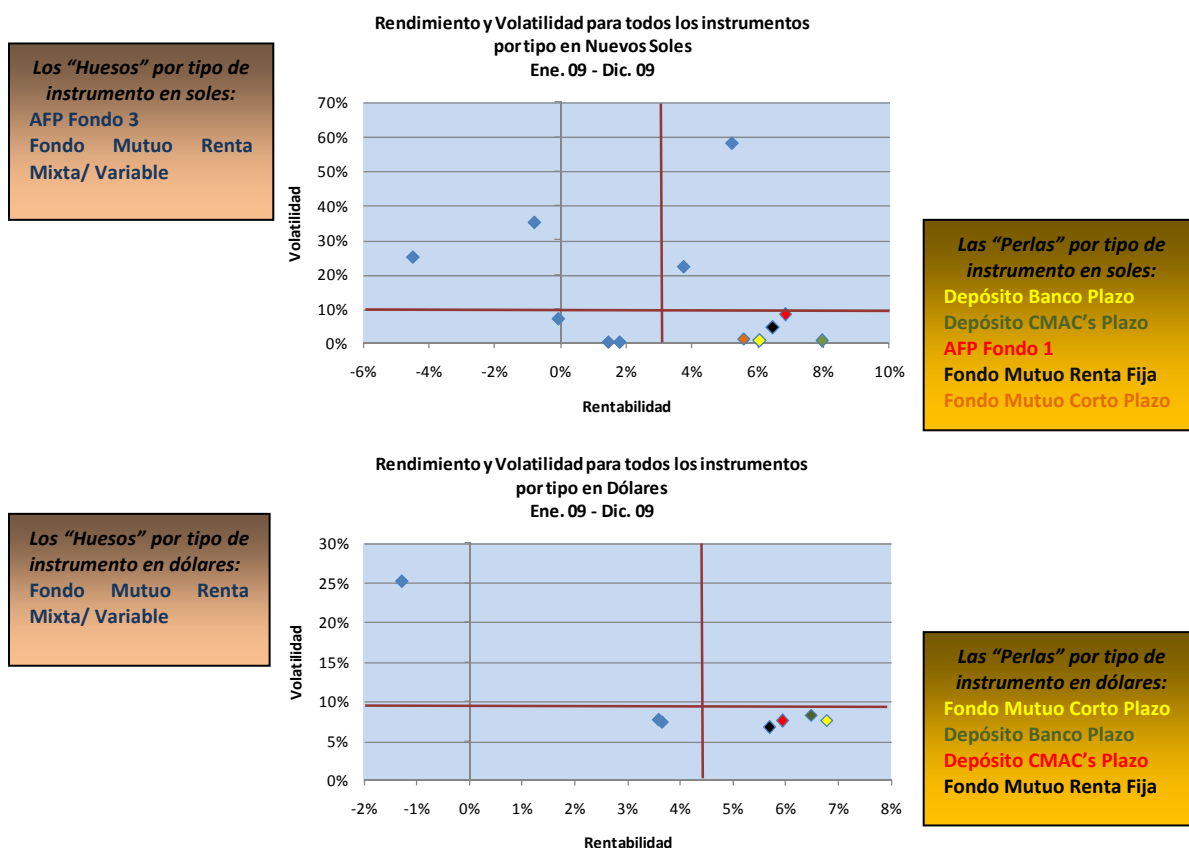 Rendimiento y Volatilidad para todos los instrumentos
por tipo en Nuevos Soles
Ene. 09 - Dic. 09
Los “Huesos” por tipo de
instrumento en soles:
AFP Fondo 3
Fondo Mutuo Renta
Mixta/ Variable
70%
60%
50%
40%
30%
20%
10%
0%
Volatilidad
-6% -4% -2% 0% 2% 4% 6% 8% 10%
Rentabilidad
Las “Perlas” por tipo de
instrumento en soles:
Depósito Banco Plazo
Depósito CMAC’s Plazo
AFP Fondo 1
Fondo Mutuo Renta Fija
Fondo Mutuo Corto Plazo
Rendimiento y Volatilidad para todos los instrumentos
por tipo en Dólares
Ene. 09 - Dic. 09
Los “Huesos” por tipo de
instrumento en dólares:
Fondo Mutuo Renta
Mixta/ Variable
30%
25%
20%
15%
10%
5%
0%
Volatilidad
-2% -1% 0% 1% 2% 3% 4% 5% 6% 7% 8%
Rentabilidad
Las “Perlas” por tipo de
instrumento en dólares:
Fondo Mutuo Corto Plazo
Depósito Banco Plazo
Depósito CMAC’s Plazo
Fondo Mutuo Renta Fija